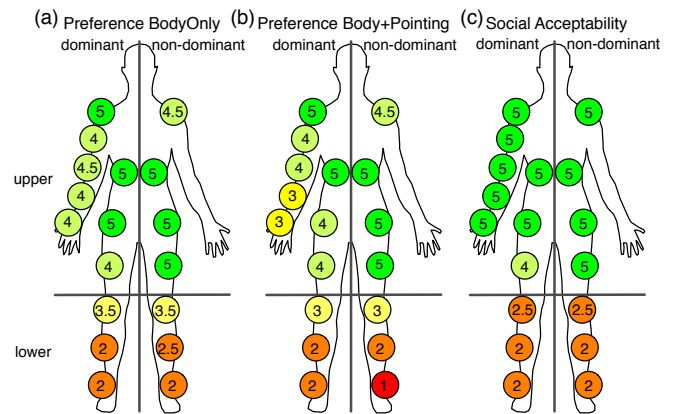 (a) Preference BodyOnly (b) Preference Body+Pointing (c) Social Acceptability
dominant non-dominant dominant non-dominant dominant non-dominant
5 4.5 5 4.5 5 5
4 4 5
4.5 5 5 4 5 5 5 5 5
4 3 5
4 5 5 3 4 5 5 5 5
upper
4 5 4 5 4 5
3.5 3.5 3 3 2.5 2.5
lower
2 2.5 2 2 2 2
2 2 2 1 2 2